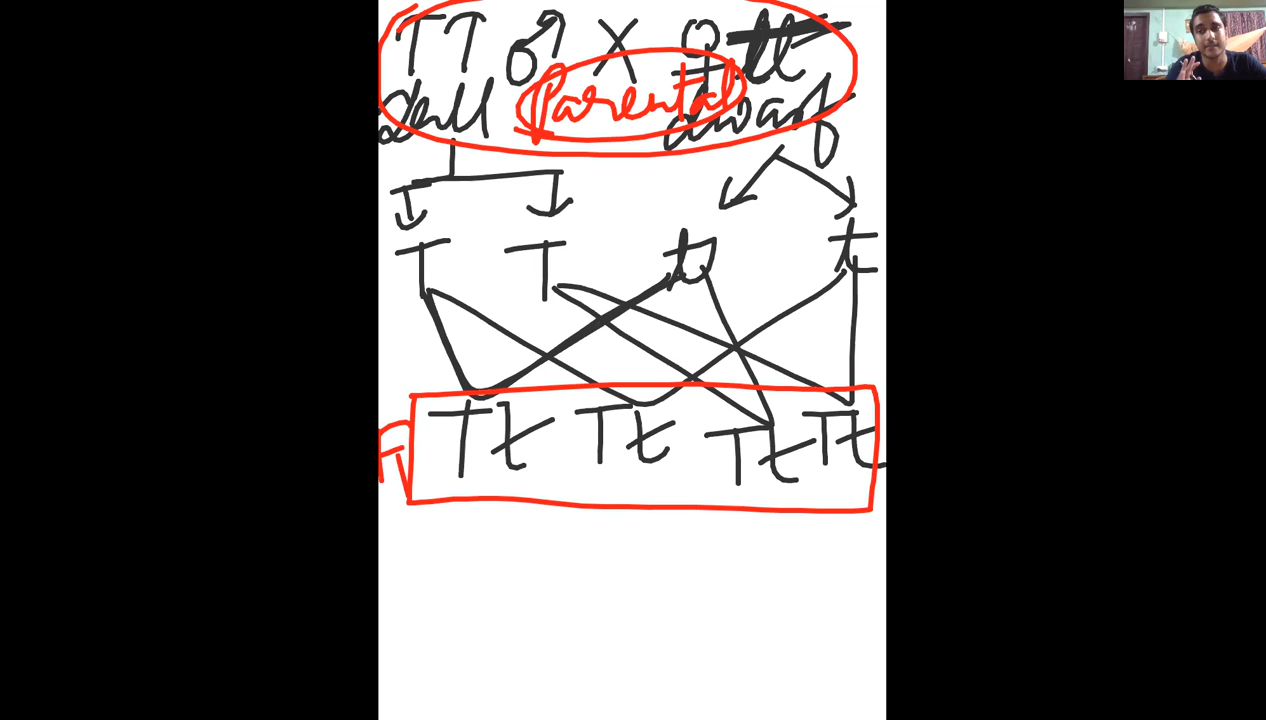 TT ♂ X ♀ tt
Tall Parental dwarf
T T t t
F1 Tt Tt Tt Tt